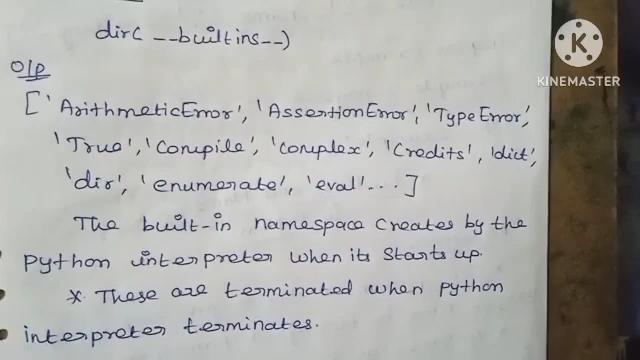 dir( __builtins__)
KINEMASTER
O/p
['ArithmeticError', 'AssertionError', 'TypeError',
'True', 'Compile', 'complex', 'Credits', 'dict',
'dir', 'enumerate', 'eval'...]
The built-in namespace creates by the
python interpreter when its starts up.
* These are terminated when python
interpreter terminates.